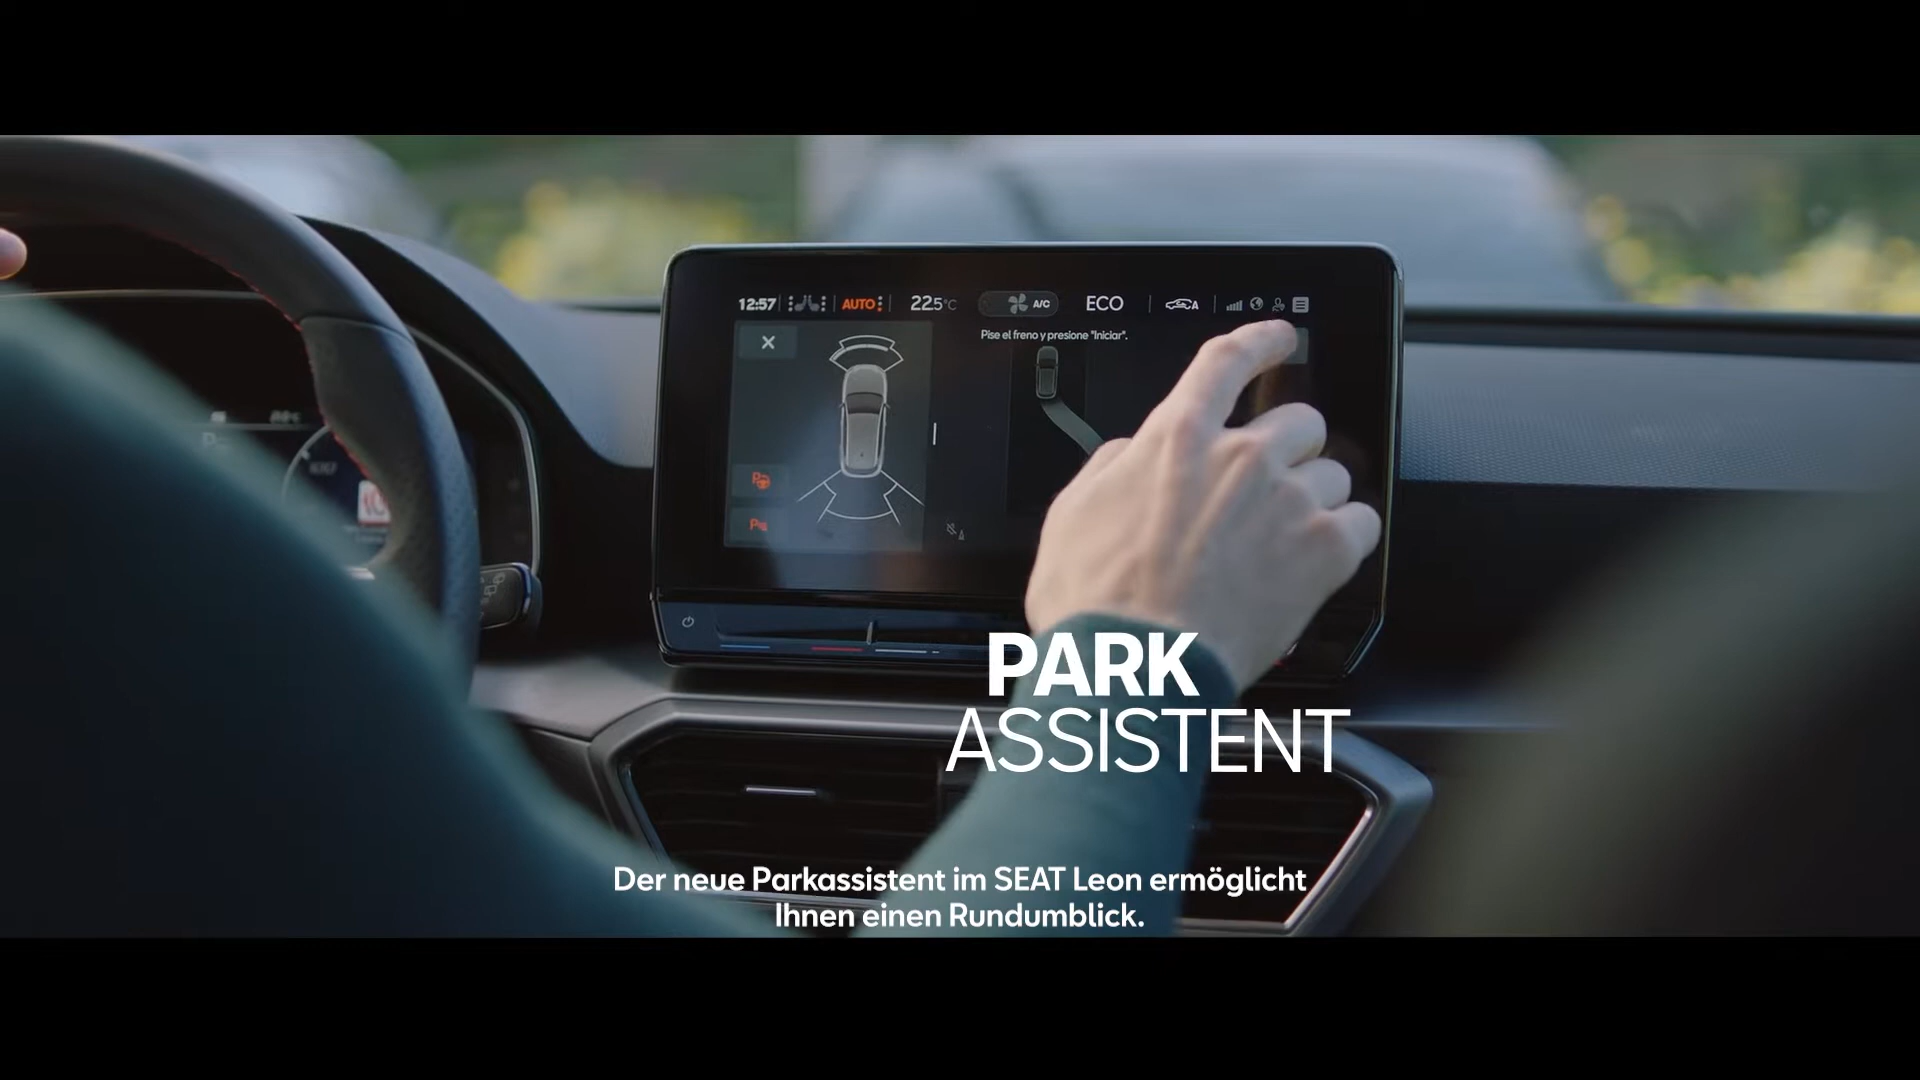 12:57 AUTO 22.5°C A/C ECO A
Pise el freno y presione "Iniciar".
PARK
ASSISTENT
Der neue Parkassistent im SEAT Leon ermöglicht
Ihnen einen Rundumblick.